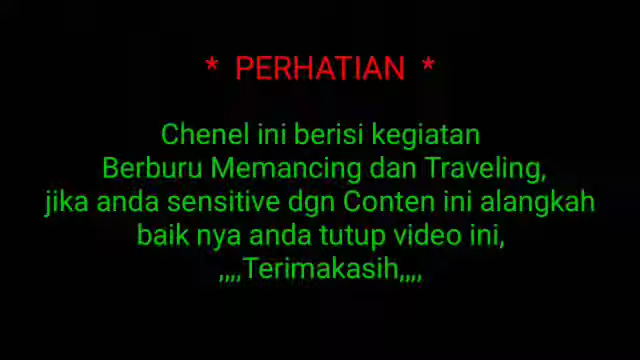 * PERHATIAN *
Chenel ini berisi kegiatan
Berburu Memancing dan Traveling,
jika anda sensitive dgn Conten ini alangkah
baik nya anda tutup video ini,
,,,,Terimakasih,,,,